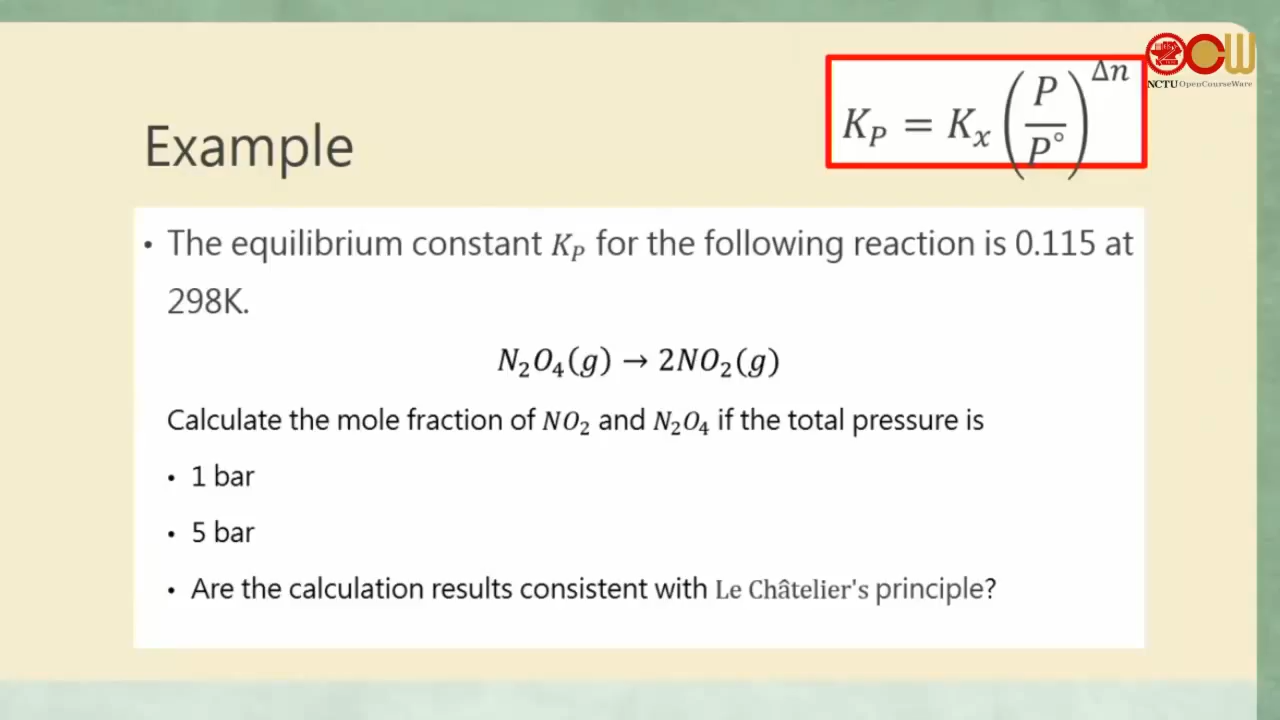 NCTU OpenCourseWare
Example
K_P = K_x (P/P°)^Δn
• The equilibrium constant K_P for the following reaction is 0.115 at
298K.
N₂O₄(g) → 2NO₂(g)
Calculate the mole fraction of NO₂ and N₂O₄ if the total pressure is
• 1 bar
• 5 bar
• Are the calculation results consistent with Le Châtelier's principle?